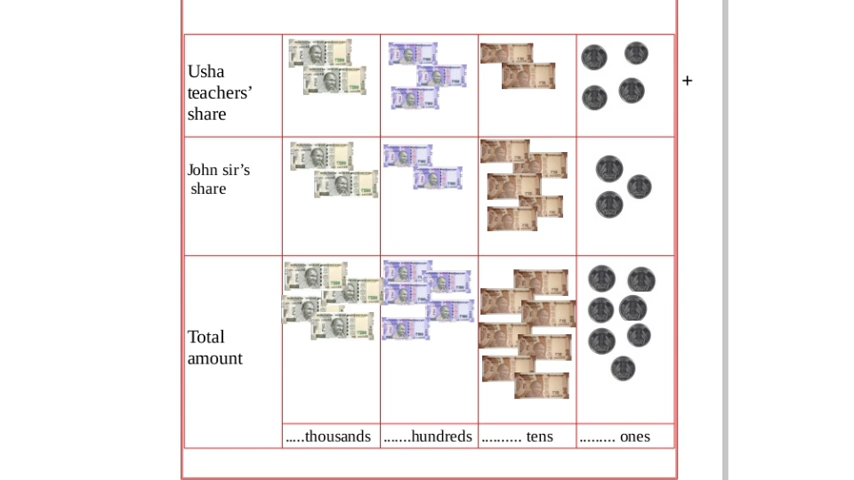 Usha
teachers’
share
+
John sir’s
share
Total
amount
.....thousands
.......hundreds
.......... tens
......... ones